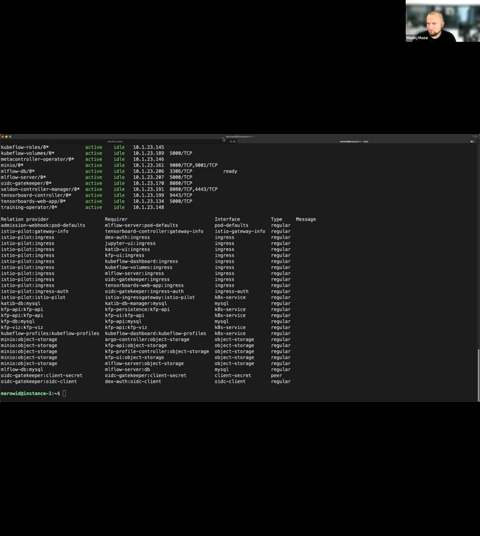 kubeflow-roles/0* active idle 10.1.23.145
kubeflow-volumes/0* active idle 10.1.23.189 5000/TCP
metacontroller-operator/0* active idle 10.1.23.146
minio/0* active idle 10.1.23.161 9000/TCP,9001/TCP
mlflow-db/0* active idle 10.1.23.206 3306/TCP ready
mlflow-server/0* active idle 10.1.23.207 5000/TCP
oidc-gatekeeper/0* active idle 10.1.23.170 8080/TCP
seldon-controller-manager/0* active idle 10.1.23.191 8080/TCP,4443/TCP
tensorboard-controller/0* active idle 10.1.23.199 9443/TCP
tensorboards-web-app/0* active idle 10.1.23.134 5000/TCP
training-operator/0* active idle 10.1.23.148
Relation provider Requirer Interface Type Message
admission-webhook:pod-defaults mlflow-server:pod-defaults pod-defaults regular
istio-pilot:gateway-info tensorboard-controller:gateway-info istio-gateway-info regular
istio-pilot:ingress dex-auth:ingress ingress regular
istio-pilot:ingress jupyter-ui:ingress ingress regular
istio-pilot:ingress katib-ui:ingress ingress regular
istio-pilot:ingress kfp-ui:ingress ingress regular
istio-pilot:ingress kubeflow-dashboard:ingress ingress regular
istio-pilot:ingress kubeflow-volumes:ingress ingress regular
istio-pilot:ingress mlflow-server:ingress ingress regular
istio-pilot:ingress oidc-gatekeeper:ingress ingress regular
istio-pilot:ingress tensorboards-web-app:ingress ingress regular
istio-pilot:ingress-auth oidc-gatekeeper:ingress-auth ingress-auth regular
istio-pilot:istio-pilot istio-ingressgateway:istio-pilot k8s-service regular
katib-db:mysql katib-db-manager:mysql mysql regular
kfp-api:kfp-api kfp-persistence:kfp-api k8s-service regular
kfp-api:kfp-api kfp-ui:kfp-api k8s-service regular
kfp-db:mysql kfp-api:mysql mysql regular
kfp-viz:kfp-viz kfp-api:kfp-viz k8s-service regular
kubeflow-profiles:kubeflow-profiles kubeflow-dashboard:kubeflow-profiles k8s-service regular
minio:object-storage argo-controller:object-storage object-storage regular
minio:object-storage kfp-api:object-storage object-storage regular
minio:object-storage kfp-profile-controller:object-storage object-storage regular
minio:object-storage kfp-ui:object-storage object-storage regular
minio:object-storage mlflow-server:object-storage object-storage regular
mlflow-db:mysql mlflow-server:db mysql regular
oidc-gatekeeper:client-secret oidc-gatekeeper:client-secret client-secret peer
oidc-gatekeeper:oidc-client dex-auth:oidc-client oidc-client regular
marowid@instance-1:~$